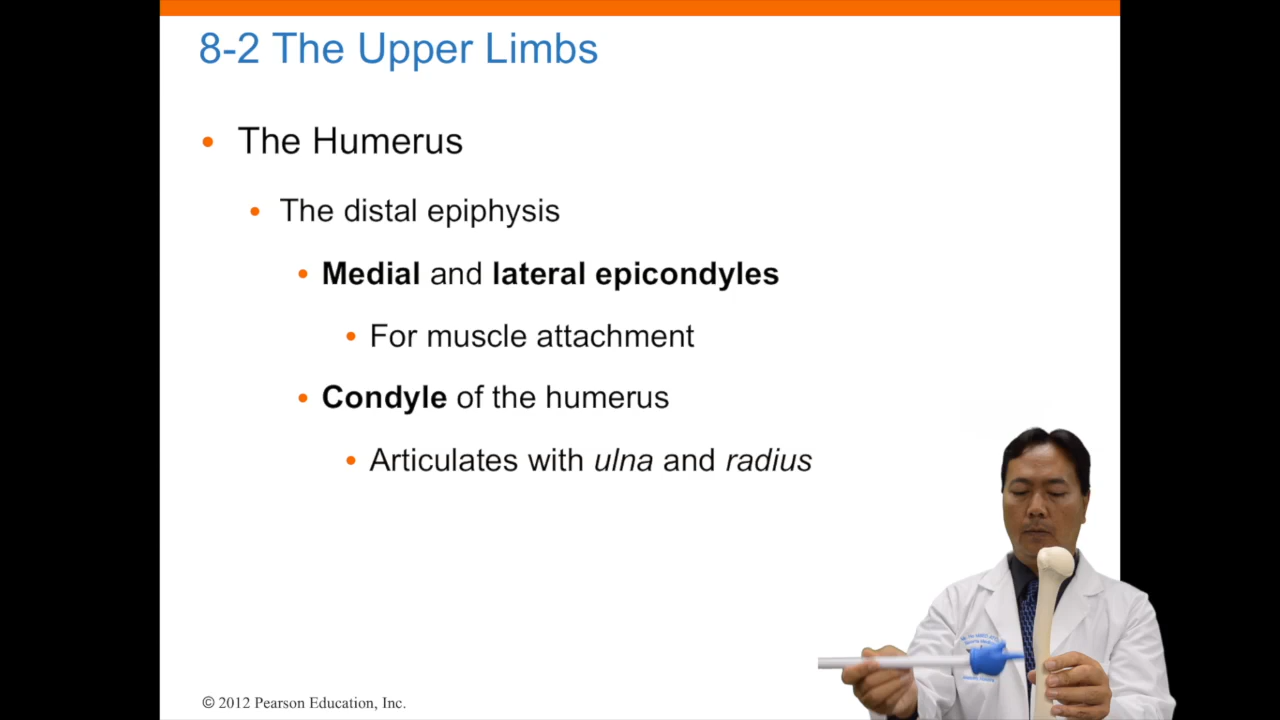 8-2 The Upper Limbs
• The Humerus
• The distal epiphysis
• Medial and lateral epicondyles
• For muscle attachment
• Condyle of the humerus
• Articulates with ulna and radius
© 2012 Pearson Education, Inc.